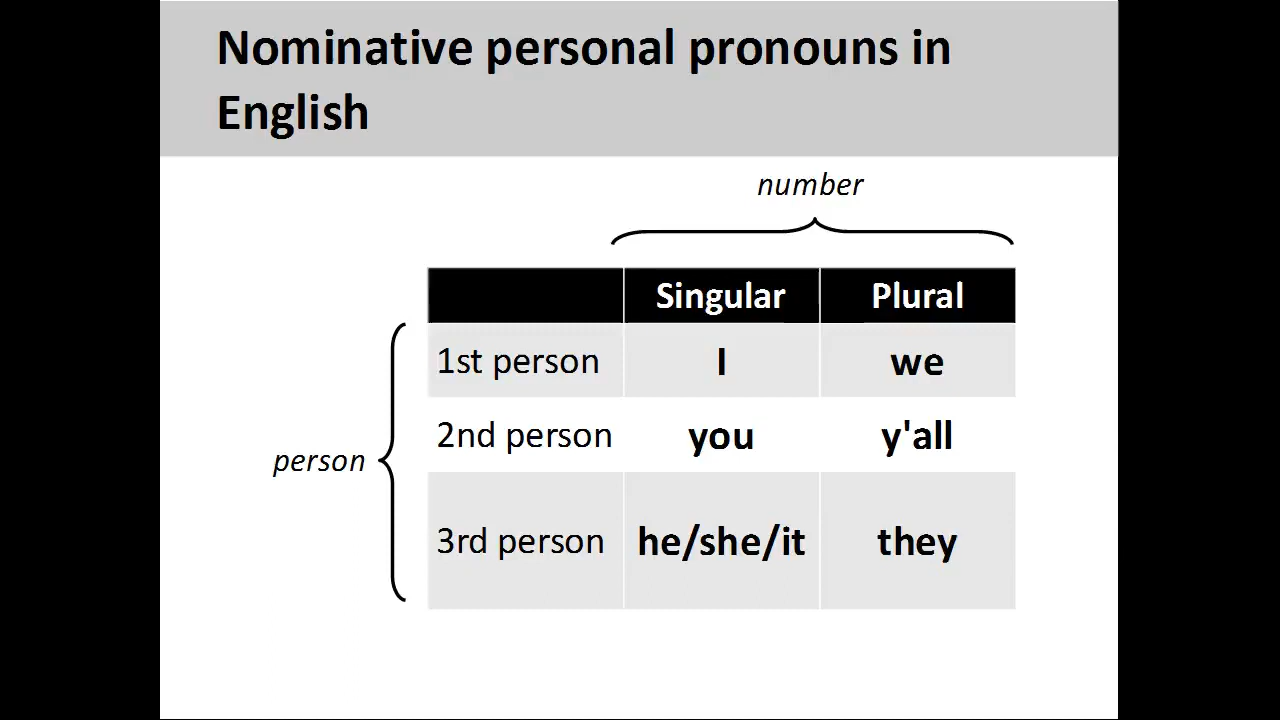 Nominative personal pronouns in
English
number
Singular Plural
1st person I we
2nd person you y'all
person
3rd person he/she/it they